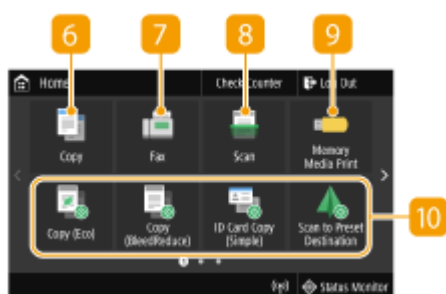 6 7 8 9
Home Check Counter Log Out
Copy Fax Scan Memory
Media Print
Copy (Eco) Copy
(BleedReduce) ID Card Copy
(Simple) Scan to Preset
Destination
10
Status Monitor